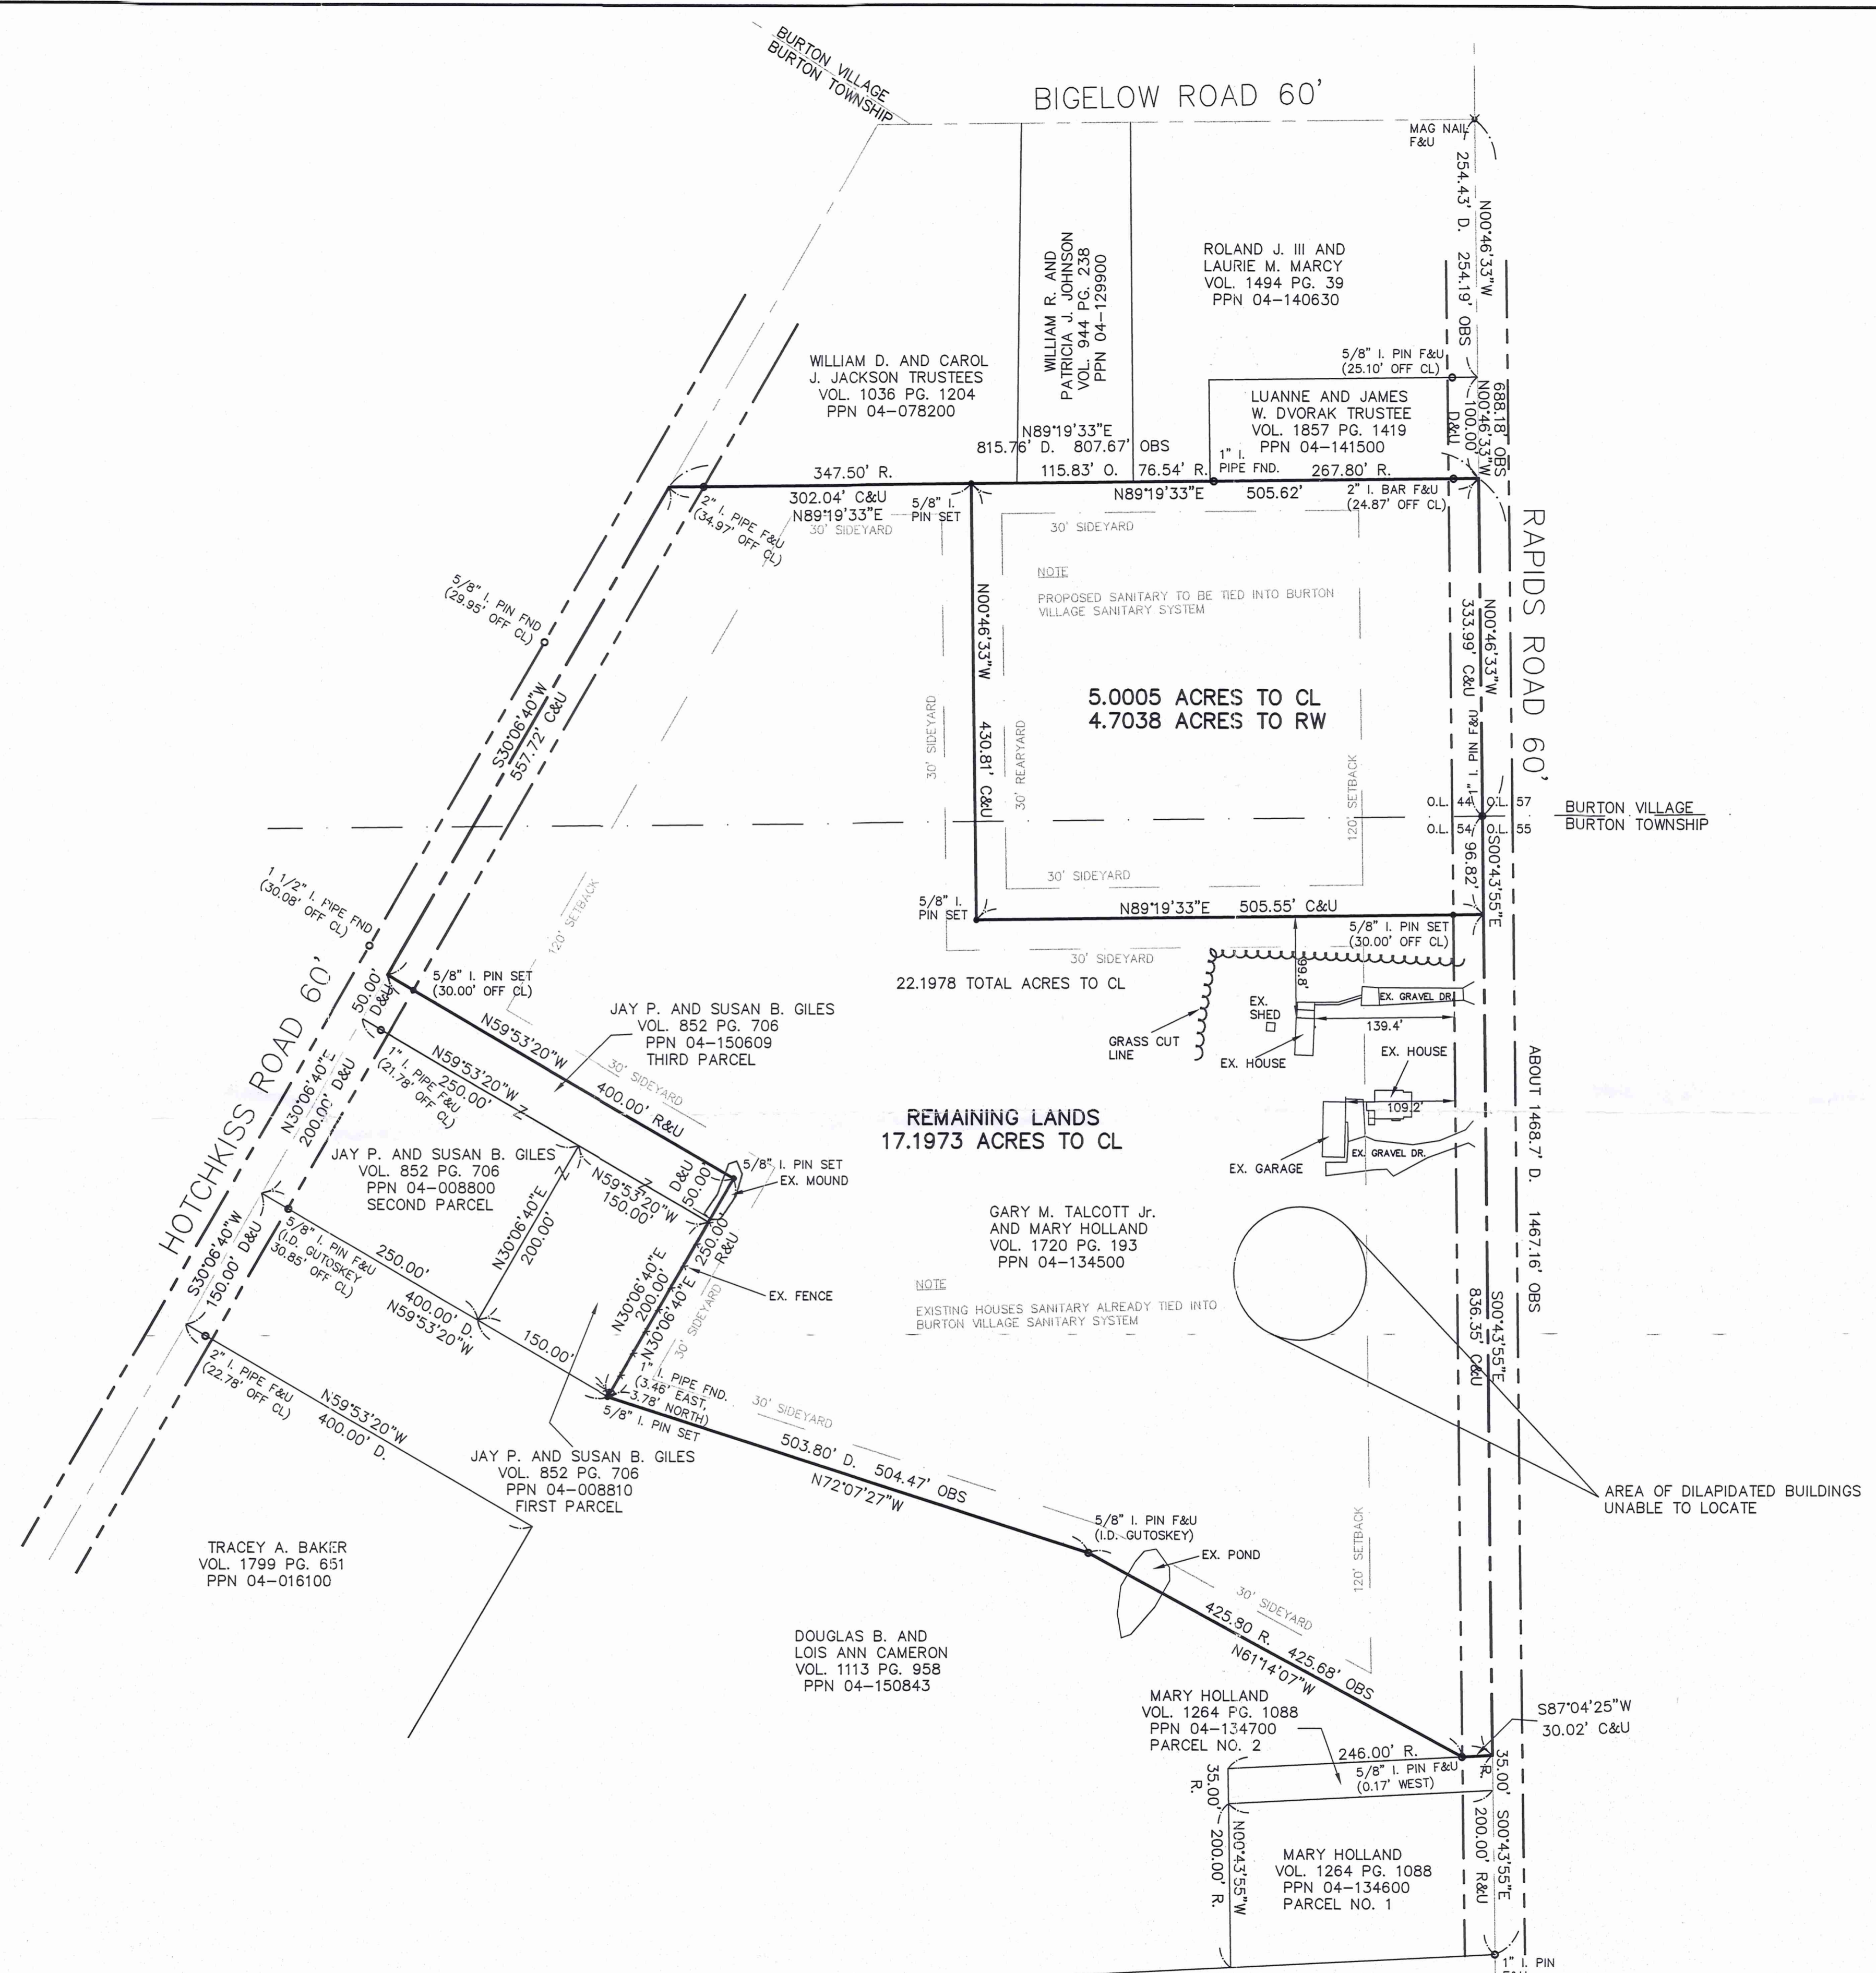 BURTON VILLAGE
BURTON TOWNSHIP
BIGELOW ROAD 60'
MAG NAIL
F&U
254.43' D. 254.19' OBS
N00°46'33"W
WILLIAM R. AND
PATRICIA J. JOHNSON
VOL. 944 PG. 238
PPN 04-129900
ROLAND J. III AND
LAURIE M. MARCY
VOL. 1494 PG. 39
PPN 04-140630
WILLIAM D. AND CAROL
J. JACKSON TRUSTEES
VOL. 1036 PG. 1204
PPN 04-078200
5/8" I. PIN F&U
(25.10' OFF CL)
LUANNE AND JAMES
W. DVORAK TRUSTEE
VOL. 1857 PG. 1419
PPN 04-141500
D&U
100.00'
N00°46'33"W
688.18' OBS
N89°19'33"E
815.76' D. 807.67' OBS
347.50' R.
115.83' O.
76.54' R.
1" I.
PIPE FND.
267.80' R.
302.04' C&U
N89°19'33"E
5/8" I.
PIN SET
N89°19'33"E 505.62'
2" I. BAR F&U
(24.87' OFF CL)
2" I. PIPE F&U
(34.97' OFF CL)
30' SIDEYARD
30' SIDEYARD
NOTE
PROPOSED SANITARY TO BE TIED INTO BURTON
VILLAGE SANITARY SYSTEM
RAPIDS ROAD 60'
5/8" I. PIN FND
(29.95' OFF CL)
N00°46'33"W 430.81' C&U
N00°46'33"W
333.99' C&U
1" I. PIN F&U
S30°06'40"W
557.72' C&U
5.0005 ACRES TO CL
4.7038 ACRES TO RW
30' SIDEYARD
30' REARYARD
120' SETBACK
O.L. 44
O.L. 57
O.L. 54
O.L. 55
BURTON VILLAGE
BURTON TOWNSHIP
96.82'
S00°43'55"E
30' SIDEYARD
120' SETBACK
1 1/2" I. PIPE FND
(30.08' OFF CL)
5/8" I.
PIN SET
N89°19'33"E 505.55' C&U
5/8" I. PIN SET
(30.00' OFF CL)
30' SIDEYARD
22.1978 TOTAL ACRES TO CL
99.8'
EX.
SHED
EX. GRAVEL DR.
139.4'
GRASS CUT
LINE
EX. HOUSE
EX. HOUSE
109.2'
EX. GARAGE
EX. GRAVEL DR.
50.00'
D&U
5/8" I. PIN SET
(30.00' OFF CL)
JAY P. AND SUSAN B. GILES
VOL. 852 PG. 706
PPN 04-150609
THIRD PARCEL
HOTCHKISS ROAD 60'
N59°53'20"W 400.00' R&U
30' SIDEYARD
N59°53'20"W
250.00'
1" I. PIPE F&U
(21.78' OFF CL)
Z
N30°06'40"E
200.00' D&U
REMAINING LANDS
17.1973 ACRES TO CL
ABOUT 1468.7' D. 1467.16' OBS
JAY P. AND SUSAN B. GILES
VOL. 852 PG. 706
PPN 04-008800
SECOND PARCEL
Z
Z
N59°53'20"W
150.00'
D&U
50.00'
5/8" I. PIN SET
EX. MOUND
N30°06'40"E
200.00'
S30°06'40"W
150.00' D&U
5/8" I. PIN F&U
(I.D. GUTOSKEY
30.85' OFF CL)
250.00'
400.00' D.
N59°53'20"W
150.00'
N30°06'40"E
200.00'
N30°06'40"E
250.00'
R&U
EX. FENCE
30' SIDEYARD
GARY M. TALCOTT Jr.
AND MARY HOLLAND
VOL. 1720 PG. 193
PPN 04-134500
NOTE
EXISTING HOUSES SANITARY ALREADY TIED INTO
BURTON VILLAGE SANITARY SYSTEM
S00°43'55"E
836.35' C&U
2" I. PIPE F&U
(22.78' OFF CL)
N59°53'20"W
400.00' D.
1"
I. PIPE FND.
(3.46' EAST,
3.78' NORTH)
5/8" I. PIN SET
30' SIDEYARD
503.80' D. 504.47' OBS
N72°07'27"W
JAY P. AND SUSAN B. GILES
VOL. 852 PG. 706
PPN 04-008810
FIRST PARCEL
AREA OF DILAPIDATED BUILDINGS
UNABLE TO LOCATE
5/8" I. PIN F&U
(I.D. GUTOSKEY)
EX. POND
120' SETBACK
30' SIDEYARD
TRACEY A. BAKER
VOL. 1799 PG. 651
PPN 04-016100
425.80 R. 425.68' OBS
N61°14'07"W
DOUGLAS B. AND
LOIS ANN CAMERON
VOL. 1113 PG. 958
PPN 04-150843
MARY HOLLAND
VOL. 1264 PG. 1088
PPN 04-134700
PARCEL NO. 2
S87°04'25"W
30.02' C&U
246.00' R.
5/8" I. PIN F&U
(0.17' WEST)
35.00'
R.
35.00'
R.
N00°43'55"W
200.00' R.
MARY HOLLAND
VOL. 1264 PG. 1088
PPN 04-134600
PARCEL NO. 1
S00°43'55"E
200.00' R&U
1" I. PIN